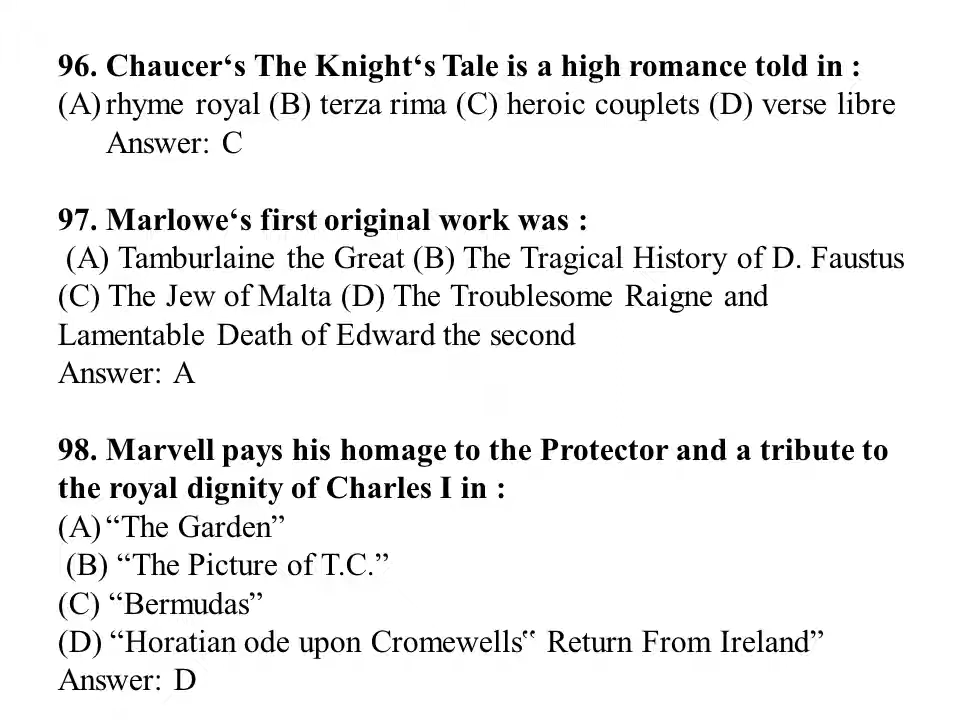 96. Chaucer‘s The Knight‘s Tale is a high romance told in :
(A) rhyme royal (B) terza rima (C) heroic couplets (D) verse libre
Answer: C
97. Marlowe‘s first original work was :
(A) Tamburlaine the Great (B) The Tragical History of D. Faustus
(C) The Jew of Malta (D) The Troublesome Raigne and
Lamentable Death of Edward the second
Answer: A
98. Marvell pays his homage to the Protector and a tribute to
the royal dignity of Charles I in :
(A) “The Garden”
(B) “The Picture of T.C.”
(C) “Bermudas”
(D) “Horatian ode upon Cromewells‟ Return From Ireland”
Answer: D